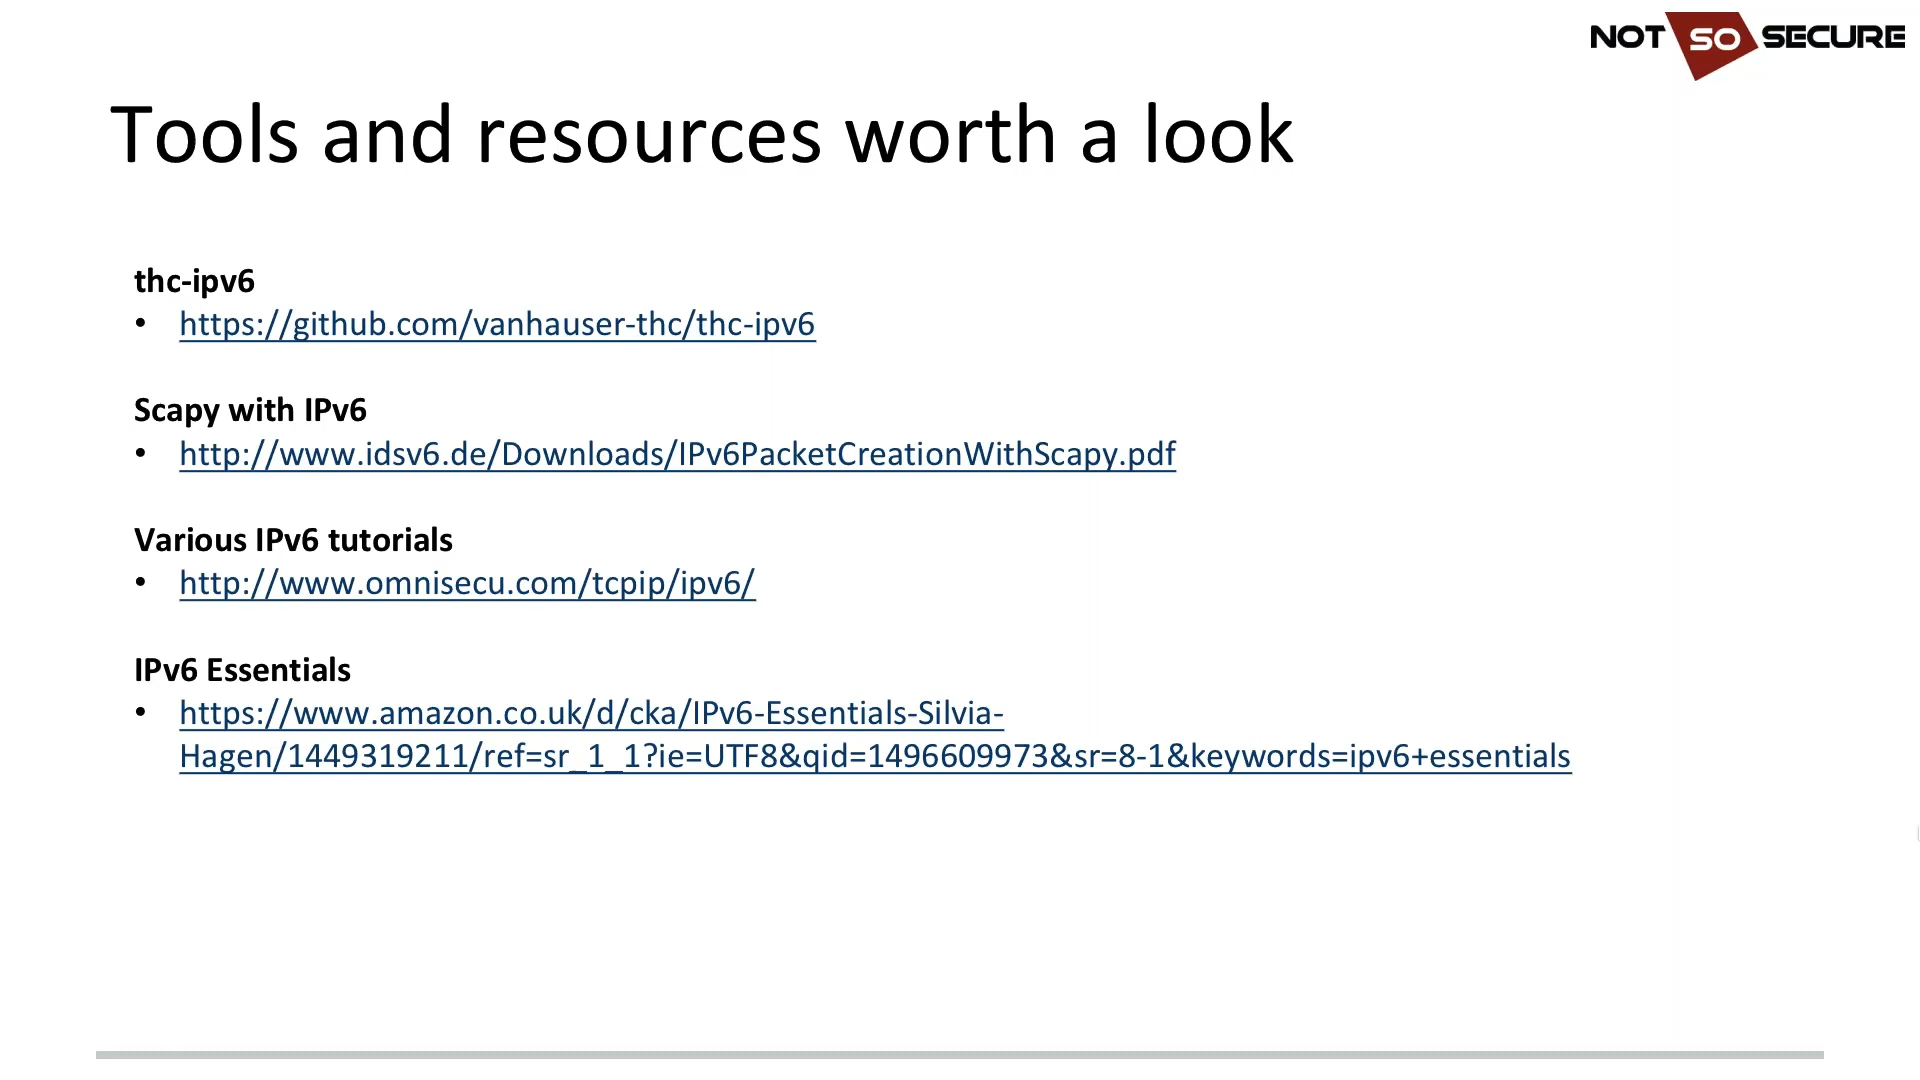 NOT SO SECURE
Tools and resources worth a look
thc-ipv6
• https://github.com/vanhauser-thc/thc-ipv6
Scapy with IPv6
• http://www.idsv6.de/Downloads/IPv6PacketCreationWithScapy.pdf
Various IPv6 tutorials
• http://www.omnisecu.com/tcpip/ipv6/
IPv6 Essentials
• https://www.amazon.co.uk/d/cka/IPv6-Essentials-Silvia-
Hagen/1449319211/ref=sr_1_1?ie=UTF8&qid=1496609973&sr=8-1&keywords=ipv6+essentials